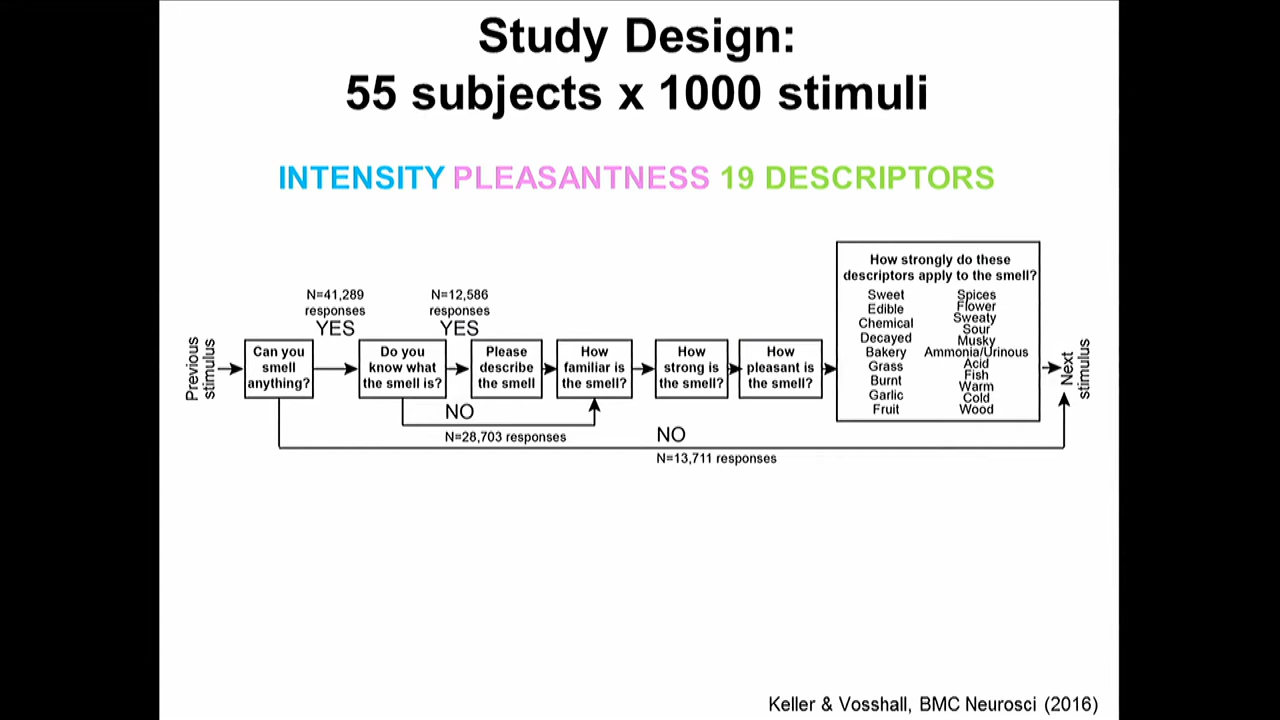 Study Design:
55 subjects x 1000 stimuli
INTENSITY PLEASANTNESS 19 DESCRIPTORS
Previous
stimulus
Can you
smell
anything?
N=41,289
responses
YES
Do you
know what
the smell is?
N=12,586
responses
YES
Please
describe
the smell
How
familiar is
the smell?
How
strong is
the smell?
How
pleasant is
the smell?
How strongly do these
descriptors apply to the smell?
Sweet
Edible
Chemical
Decayed
Bakery
Grass
Burnt
Garlic
Fruit
Spices
Flower
Sweaty
Sour
Musky
Ammonia/Urinous
Acid
Fish
Warm
Cold
Wood
Next
stimulus
NO
N=28,703 responses
NO
N=13,711 responses
Keller & Vosshall, BMC Neurosci (2016)